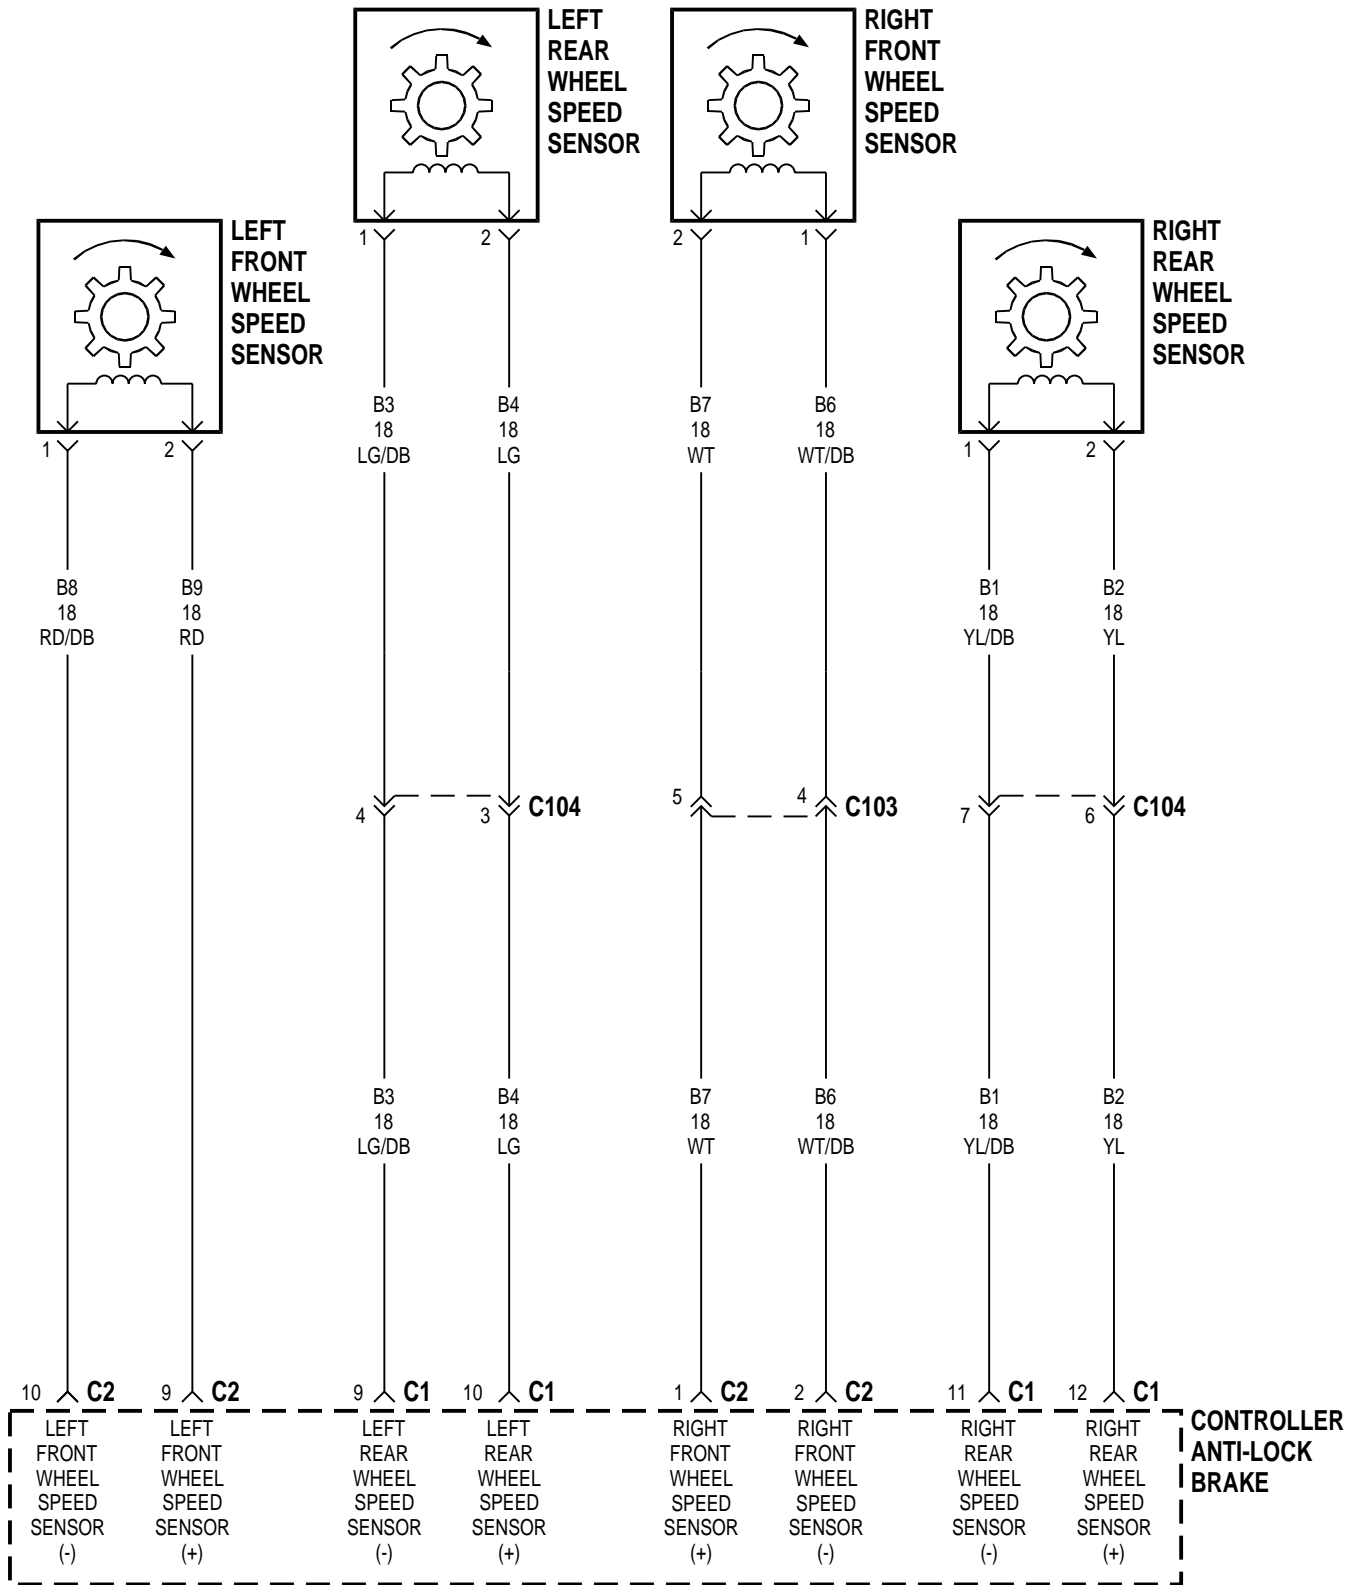 LEFT
REAR
WHEEL
SPEED
SENSOR
RIGHT
FRONT
WHEEL
SPEED
SENSOR
LEFT
FRONT
WHEEL
SPEED
SENSOR
RIGHT
REAR
WHEEL
SPEED
SENSOR
1 2 2 1
1 2 1 2
B3
18
LG/DB
B4
18
LG
B7
18
WT
B6
18
WT/DB
B8
18
RD/DB
B9
18
RD
B1
18
YL/DB
B2
18
YL
4 3 C104
5 4 C103
7 6 C104
B3
18
LG/DB
B4
18
LG
B7
18
WT
B6
18
WT/DB
B1
18
YL/DB
B2
18
YL
10 C2 9 C2 9 C1 10 C1 1 C2 2 C2 11 C1 12 C1
LEFT
FRONT
WHEEL
SPEED
SENSOR
(-)
LEFT
FRONT
WHEEL
SPEED
SENSOR
(+)
LEFT
REAR
WHEEL
SPEED
SENSOR
(-)
LEFT
REAR
WHEEL
SPEED
SENSOR
(+)
RIGHT
FRONT
WHEEL
SPEED
SENSOR
(+)
RIGHT
FRONT
WHEEL
SPEED
SENSOR
(-)
RIGHT
REAR
WHEEL
SPEED
SENSOR
(-)
RIGHT
REAR
WHEEL
SPEED
SENSOR
(+)
CONTROLLER
ANTI-LOCK
BRAKE